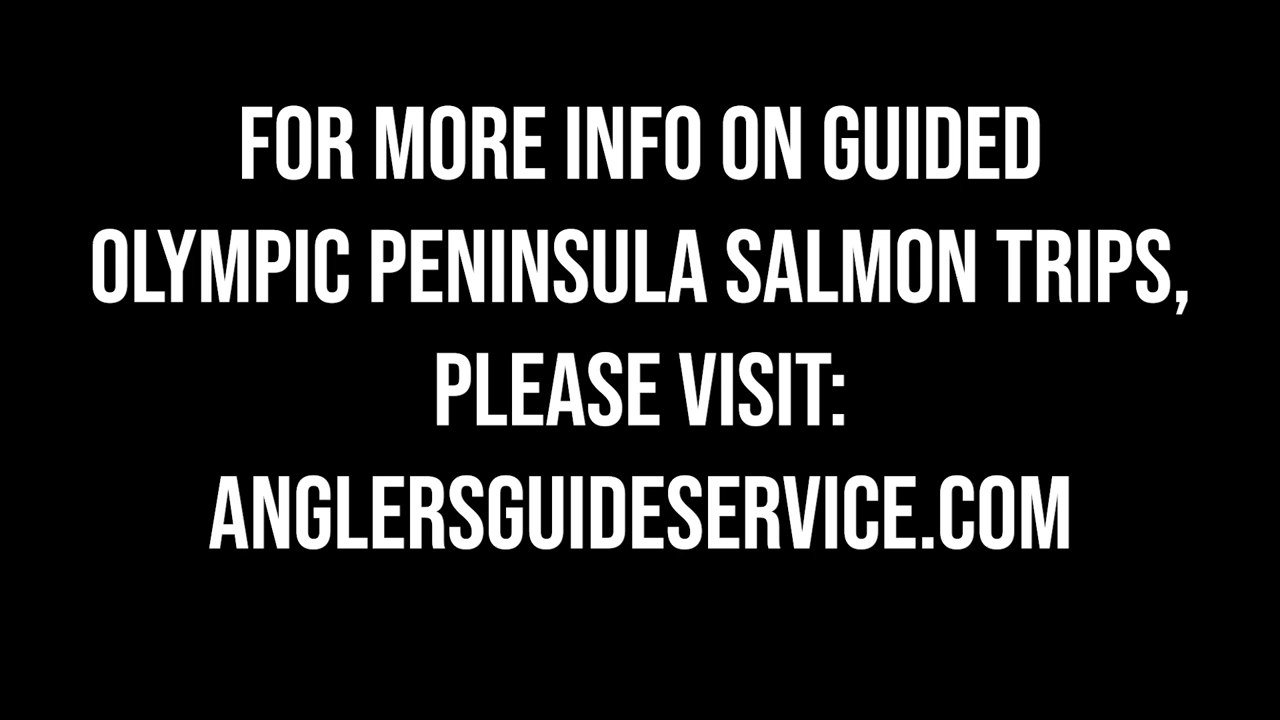 FOR MORE INFO ON GUIDED
OLYMPIC PENINSULA SALMON TRIPS,
PLEASE VISIT:
ANGLERSGUIDESERVICE.COM